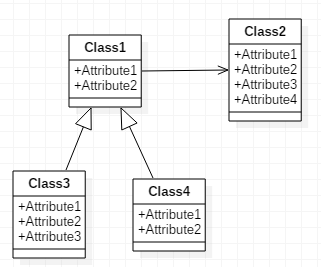 Class1
+Attribute1
+Attribute2
Class2
+Attribute1
+Attribute2
+Attribute3
+Attribute4
Class3
+Attribute1
+Attribute2
+Attribute3
Class4
+Attribute1
+Attribute2